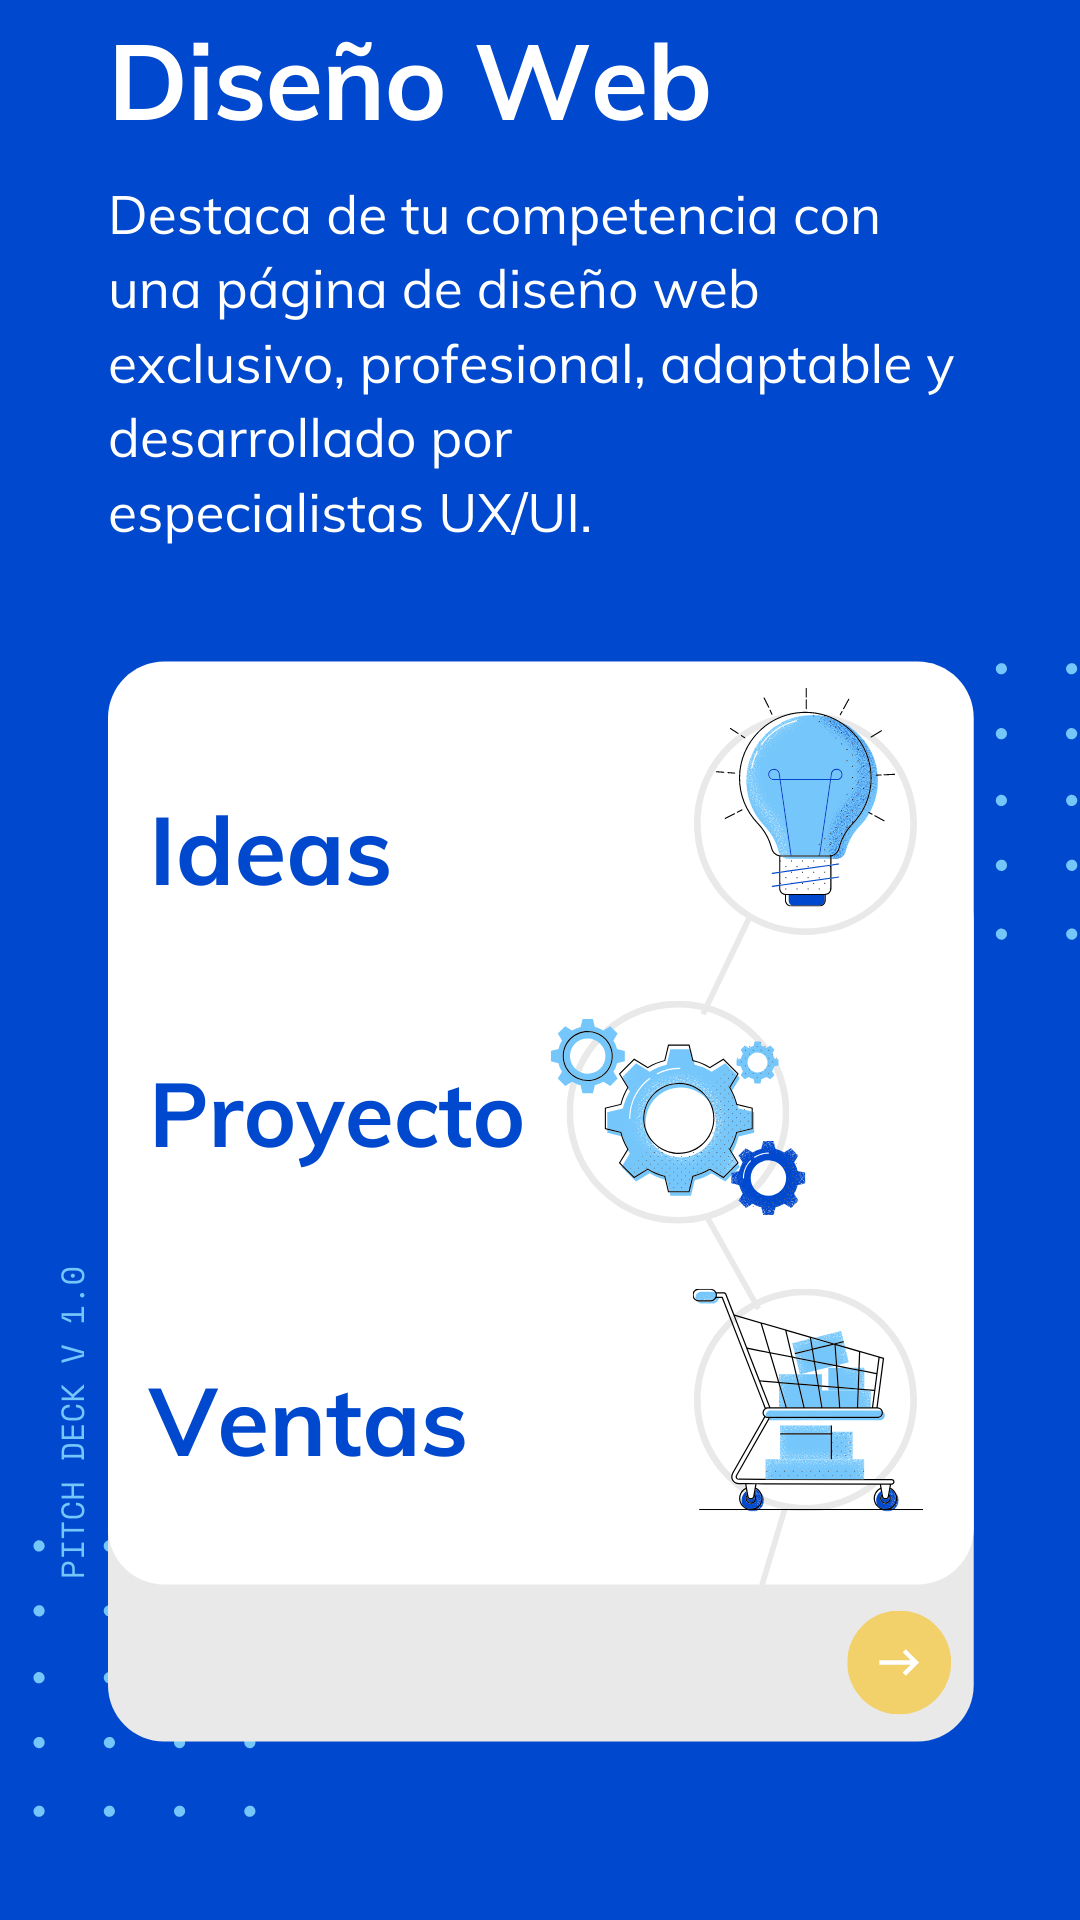 Diseño Web
Destaca de tu competencia con
una página de diseño web
exclusivo, profesional, adaptable y
desarrollado por
especialistas UX/UI.
Ideas
Proyecto
Ventas
PITCH DECK V 1.0